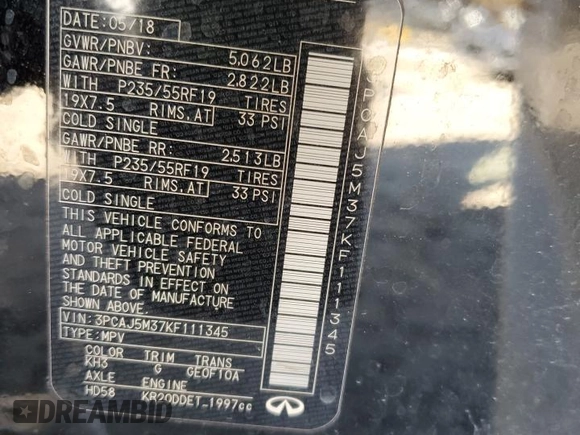 DATE: 05/18
GVWR/PNBV: 5,062LB
GAWR/PNBE FR: 2,822LB
WITH P235/55RF19 TIRES
19X7.5 RIMS, AT 33 PSI
COLD SINGLE
GAWR/PNBE RR: 2,513LB
WITH P235/55RF19 TIRES
19X7.5 RIMS, AT 33 PSI
COLD SINGLE
THIS VEHICLE CONFORMS TO
ALL APPLICABLE FEDERAL
MOTOR VEHICLE SAFETY
AND THEFT PREVENTION
STANDARDS IN EFFECT ON
THE DATE OF MANUFACTURE
SHOWN ABOVE
VIN:3PCAJ5M37KF111345
TYPE:MPV
COLOR TRIM TRANS
KH3 G GEOF10A
AXLE ENGINE
HD58 KR20DDET-1997cc
3PCAJ5M37KF111345
DREAMBID